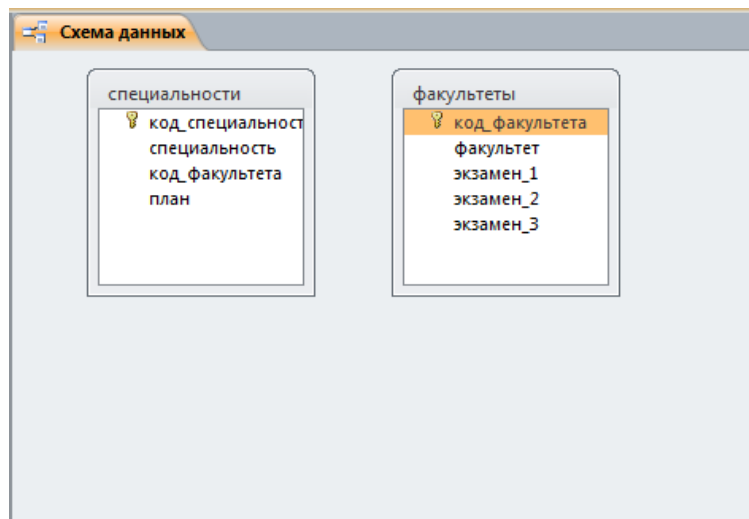 Схема данных
специальности
код_специальност
специальность
код_факультета
план
факультеты
код_факультета
факультет
экзамен_1
экзамен_2
экзамен_3